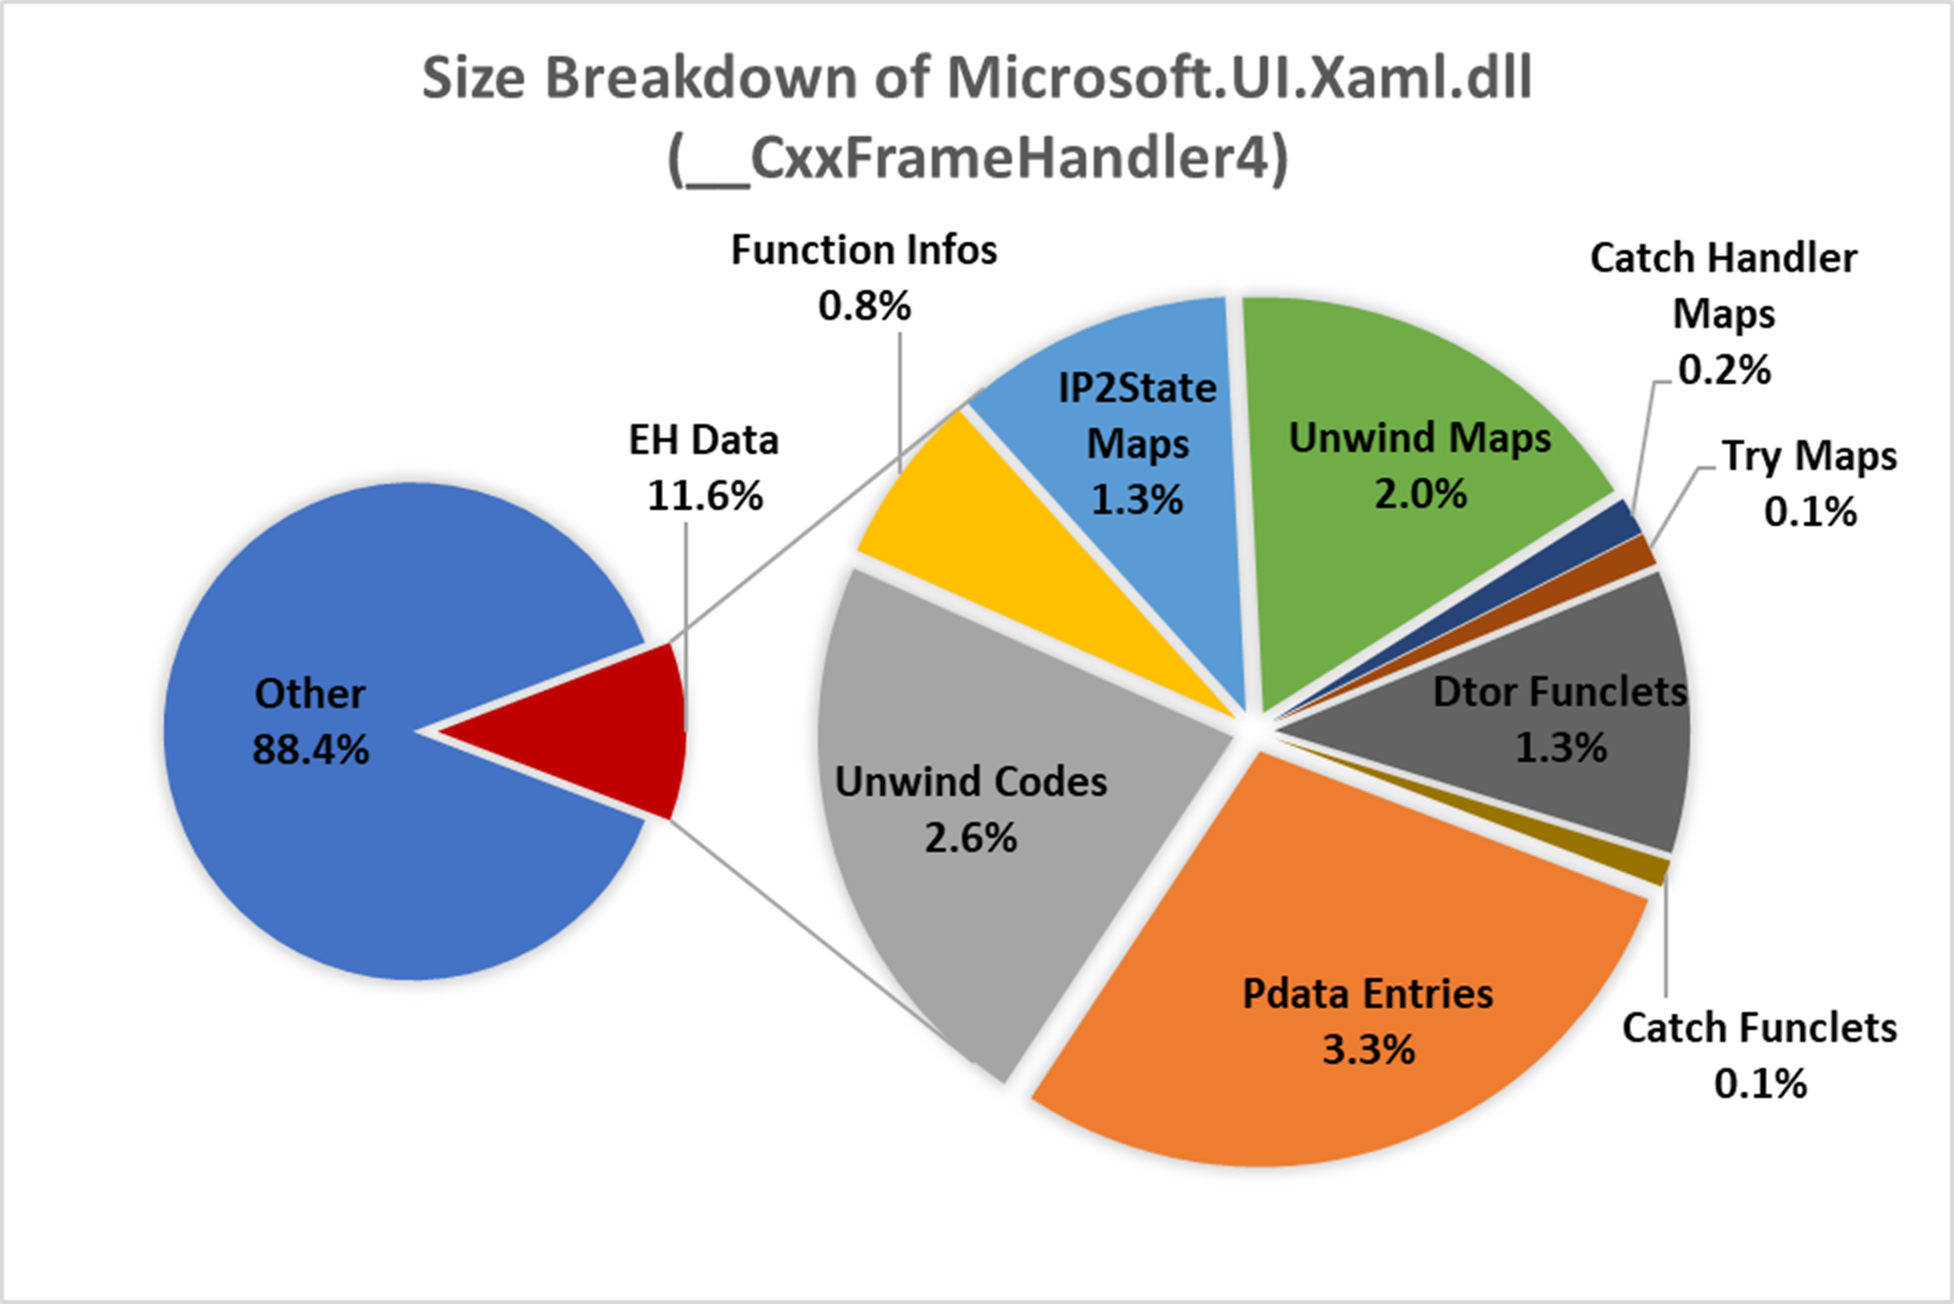 Size Breakdown of Microsoft.UI.Xaml.dll
(__CxxFrameHandler4)
Function Infos
0.8%
Catch Handler
Maps
0.2%
IP2State
Maps
1.3%
Unwind Maps
2.0%
EH Data
11.6%
Try Maps
0.1%
Other
88.4%
Dtor Funclets
1.3%
Unwind Codes
2.6%
Pdata Entries
3.3%
Catch Funclets
0.1%